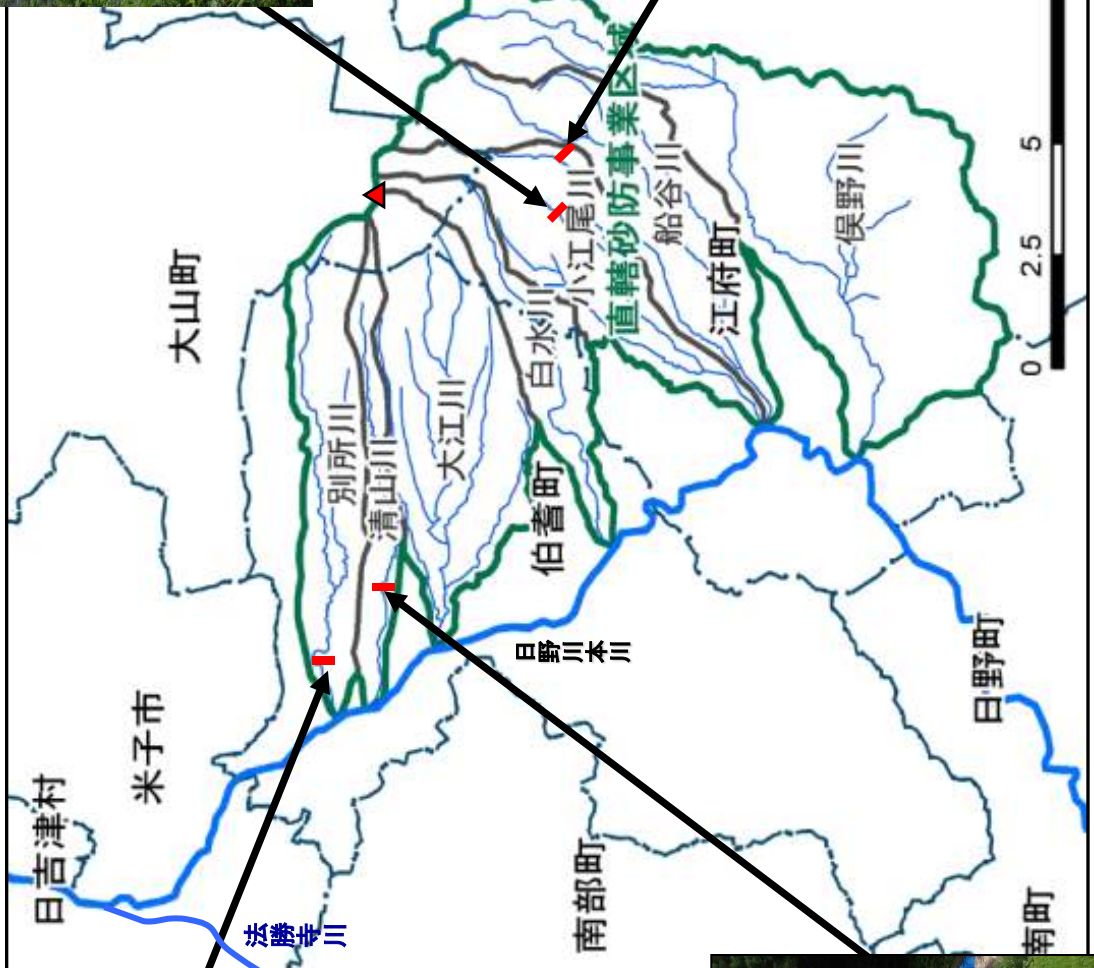 大山町
米子市
日吉津村
法勝寺川
別所川
清山川
大江川
白水川
小江尾川
直轄砂防事業区域
船谷川
俣野川
江府町
伯耆町
日野川本川
日野町
南部町
南町
0 2.5 5